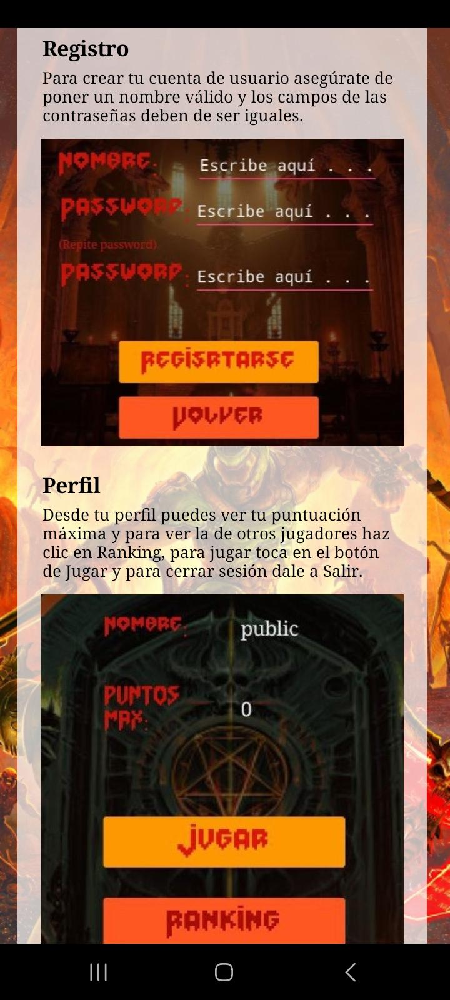 Registro
Para crear tu cuenta de usuario asegúrate de
poner un nombre válido y los campos de las
contraseñas deben de ser iguales.
NOMBRE: Escribe aquí . . .
PASSWORD: Escribe aquí . . .
(Repite password)
PASSWORD: Escribe aquí . . .
REGISRTARSE
VOLVER
Perfil
Desde tu perfil puedes ver tu puntuación
máxima y para ver la de otros jugadores haz
clic en Ranking, para jugar toca en el botón
de Jugar y para cerrar sesión dale a Salir.
NOMBRE: public
PUNTOS
MAX: 0
JUGAR
RANKING